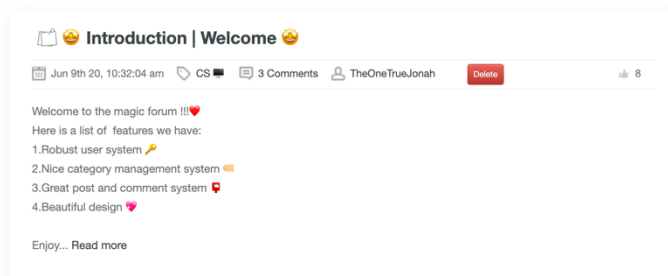 🤩 Introduction | Welcome 🤩
Jun 9th 20, 10:32:04 am CS🖥️ 3 Comments TheOneTrueJonah Delete 8
Welcome to the magic forum !!!❤️
Here is a list of features we have:
1.Robust user system 🔑
2.Nice category management system 🏷️
3.Great post and comment system 📮
4.Beautiful design 💖
Enjoy... Read more